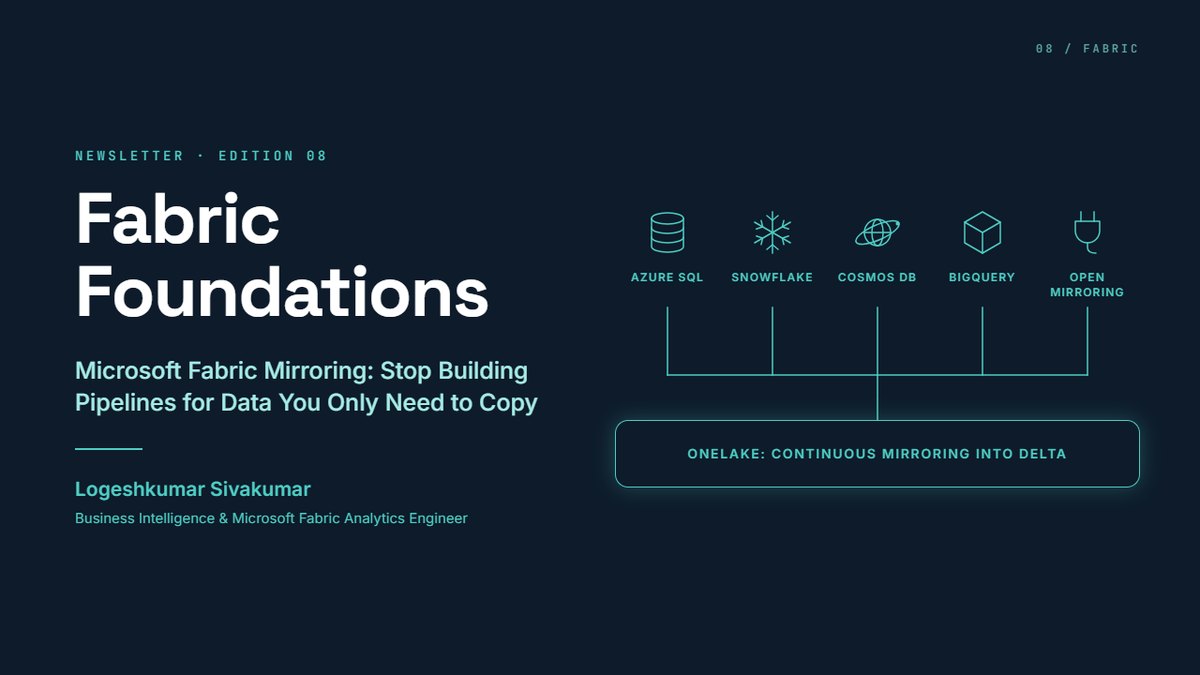 08 / FABRIC
NEWSLETTER · EDITION 08
Fabric
Foundations
Microsoft Fabric Mirroring: Stop Building
Pipelines for Data You Only Need to Copy
Logeshkumar Sivakumar
Business Intelligence & Microsoft Fabric Analytics Engineer
AZURE SQL
SNOWFLAKE
COSMOS DB
BIGQUERY
OPEN
MIRRORING
ONELAKE: CONTINUOUS MIRRORING INTO DELTA